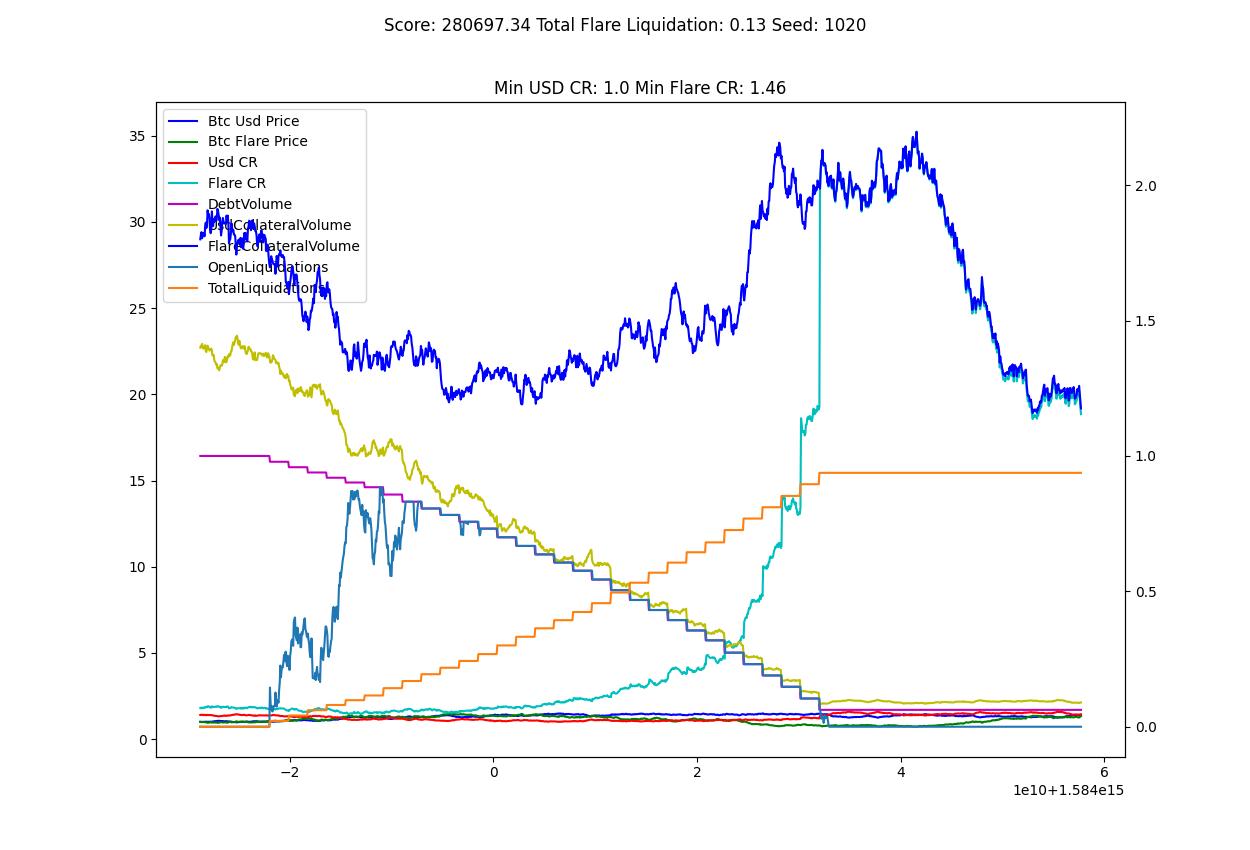 Score: 280697.34 Total Flare Liquidation: 0.13 Seed: 1020
Min USD CR: 1.0 Min Flare CR: 1.46
Btc Usd Price
Btc Flare Price
Usd CR
Flare CR
DebtVolume
UsdCollateralVolume
FlareCollateralVolume
OpenLiquidations
TotalLiquidations
35
30
25
20
15
10
5
0
2.0
1.5
1.0
0.5
0.0
−2
0
2
4
6
1e10+1.584e15